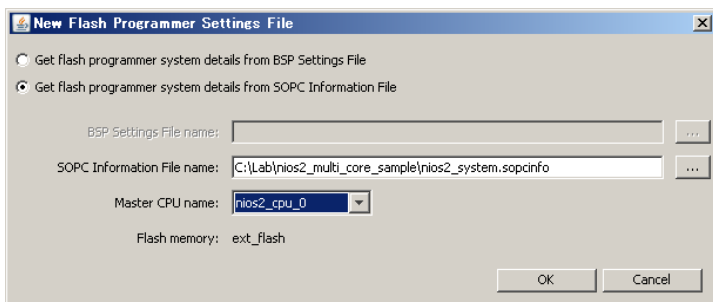 New Flash Programmer Settings File
Get flash programmer system details from BSP Settings File
Get flash programmer system details from SOPC Information File
BSP Settings File name: ...
SOPC Information File name: C:\Lab\nios2_multi_core_sample\nios2_system.sopcinfo ...
Master CPU name: nios2_cpu_0
Flash memory: ext_flash
OK Cancel